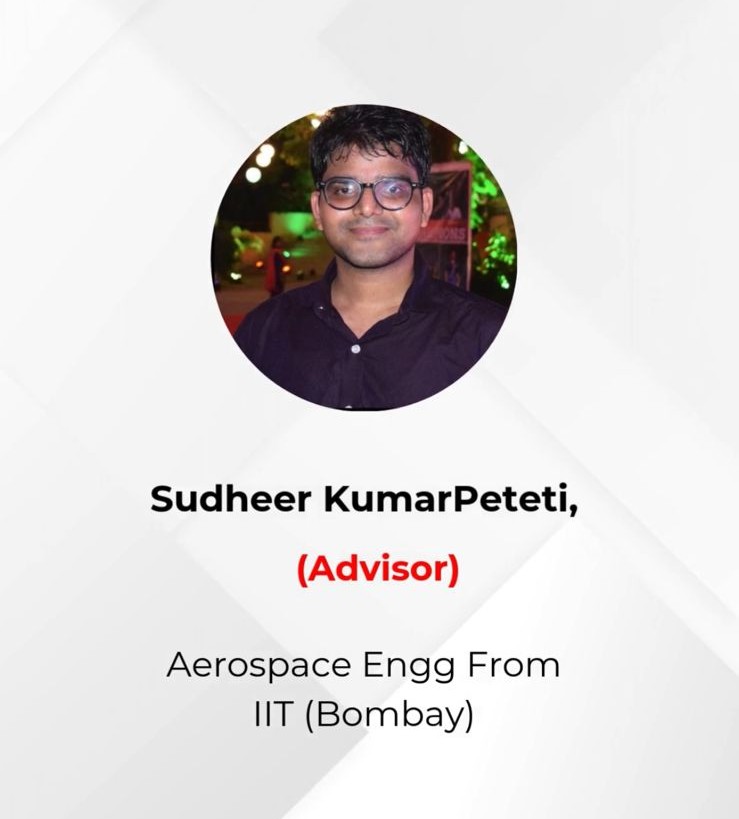 Sudheer KumarPeteti,
(Advisor)
Aerospace Engg From
IIT (Bombay)